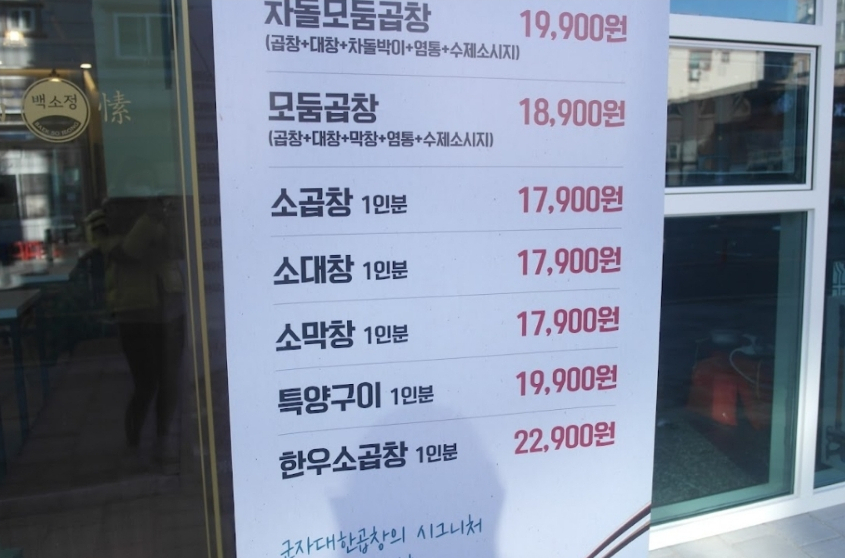 차돌모둠곱창 19,900원
(곱창+대창+차돌박이+염통+수제소시지)
모둠곱창 18,900원
(곱창+대창+막창+염통+수제소시지)
소곱창 1인분 17,900원
소대창 1인분 17,900원
소막창 1인분 17,900원
특양구이 1인분 19,900원
한우소곱창 1인분 22,900원
군자대한곱창의 시그니처
백소정
愫